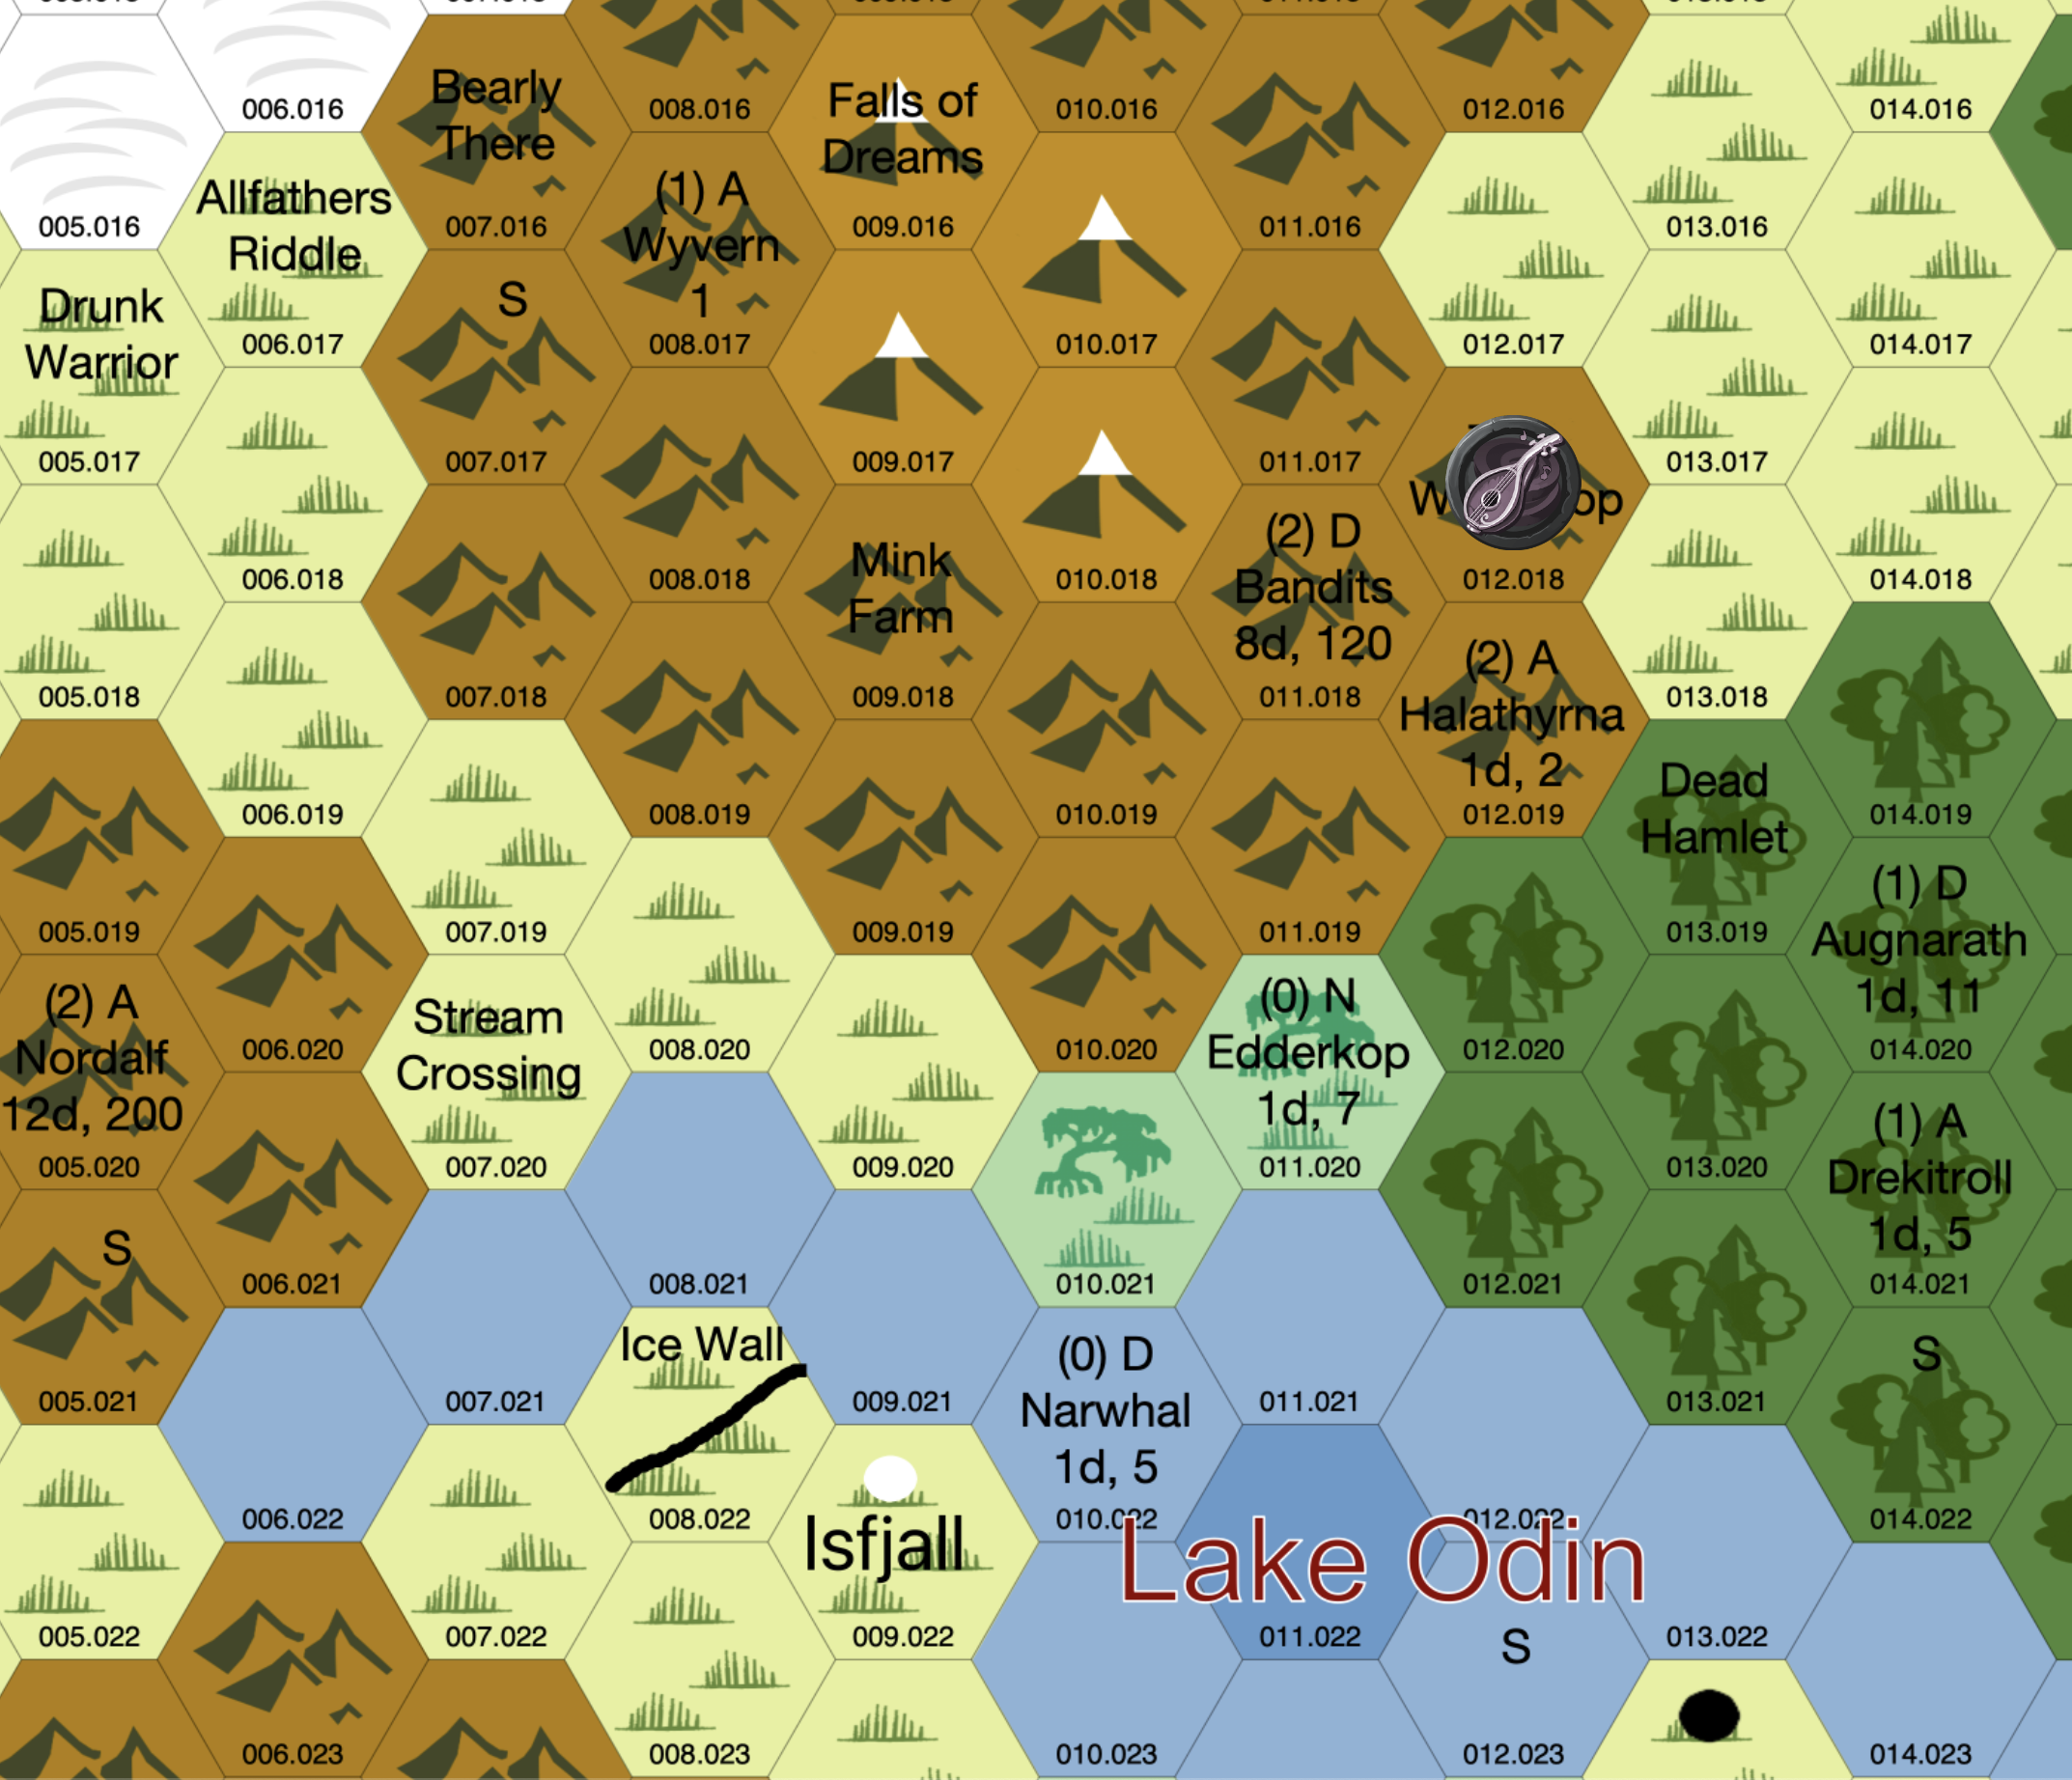 006.016
008.016
010.016
012.016
014.016
Bearly
There
Falls of
Dreams
005.016
007.016
009.016
011.016
013.016
Allfathers
Riddle
006.017
(1) A
Wyvern
1
008.017
010.017
012.017
014.017
Drunk
Warrior
005.017
S
007.017
009.017
011.017
013.017
006.018
008.018
010.018
012.018
014.018
005.018
007.018
Mink
Farm
009.018
(2) D
Bandits
8d, 120
011.018
013.018
006.019
008.019
010.019
(2) A
Halathyrna
1d, 2
012.019
014.019
005.019
007.019
009.019
011.019
Dead
Hamlet
013.019
006.020
008.020
010.020
012.020
(1) D
Augnarath
1d, 11
014.020
(2) A
Nordalf
12d, 200
005.020
Stream
Crossing
007.020
009.020
(0) N
Edderkop
1d, 7
011.020
013.020
006.021
008.021
010.021
012.021
(1) A
Drekitroll
1d, 5
014.021
S
005.021
007.021
009.021
011.021
013.021
006.022
Ice Wall
008.022
(0) D
Narwhal
1d, 5
010.022
012.022
S
014.022
005.022
007.022
Isfjall
009.022
Lake Odin
011.022
013.022
006.023
008.023
010.023
S
012.023
014.023